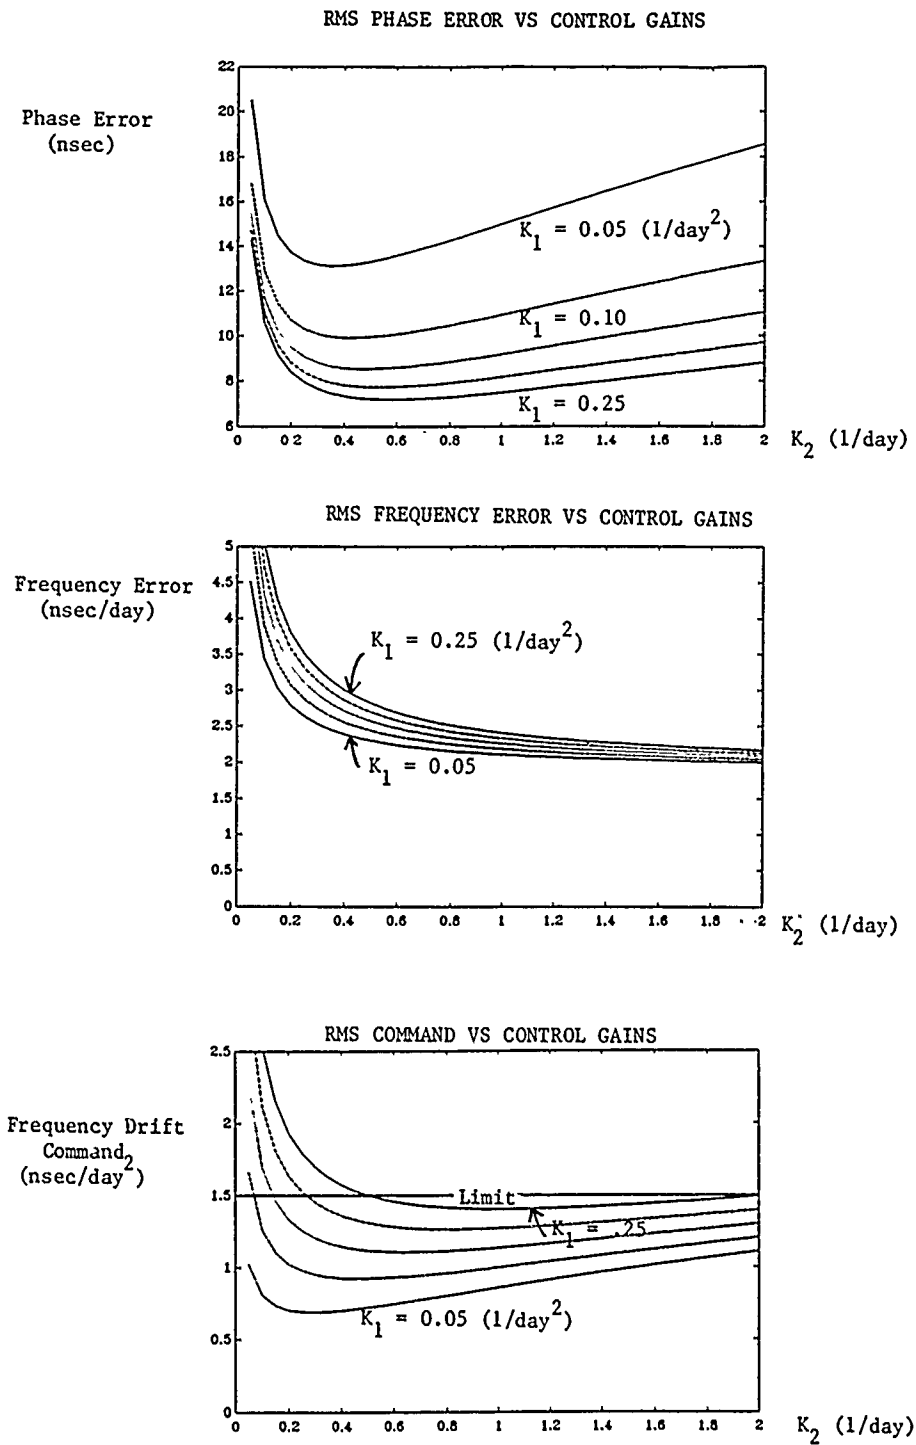 RMS PHASE ERROR VS CONTROL GAINS
Phase Error
(nsec)
22
20
18
16
14
12
10
8
6
K1 = 0.05 (1/day2)
K1 = 0.10
K1 = 0.25
0 0 2 0.4 0.6 0.8 1 1.2 1.4 1.6 1.8 2
K2 (1/day)
RMS FREQUENCY ERROR VS CONTROL GAINS
Frequency Error
(nsec/day)
5
4.5
4
3.5
3
2.5
2
1.5
1
0.5
0
K1 = 0.25 (1/day2)
K1 = 0.05
0 0.2 0.4 0.6 0.8 1 1.2 1.4 1.6 1.8 2
K2 (1/day)
RMS COMMAND VS CONTROL GAINS
Frequency Drift
Command
(nsec/day2)
2.5
2
1.5
1
0.5
0
Limit
K1 = .25
K1 = 0.05 (1/day2)
0 0.2 0.4 0.6 0.8 1 1.2 1.4 1.6 1.8 2
K2 (1/day)